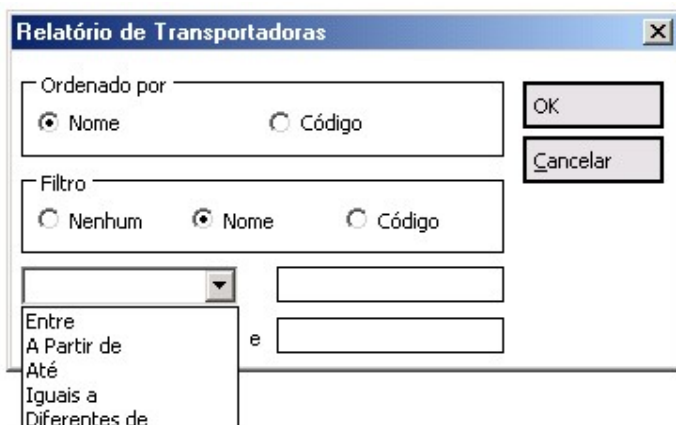 Relatório de Transportadoras
Ordenado por
Nome Código
OK
Cancelar
Filtro
Nenhum Nome Código
Entre
A Partir de
e
Até
Iguais a
Diferentes de